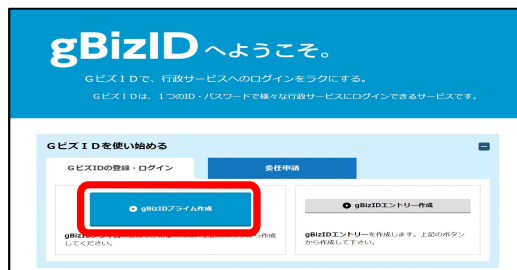 gBizID へようこそ。
GビズIDで、行政サービスへのログインをラクにする。
GビズIDは、1つのID・パスワードで様々な行政サービスにログインできるサービスです。
GビズIDを使い始める
GビズIDの登録・ログイン
委任申請
gBizIDプライム作成
gBizIDエントリー作成
gBizIDエントリーを作成します。上記のボタン
から作成して下さい。
作成
してください。